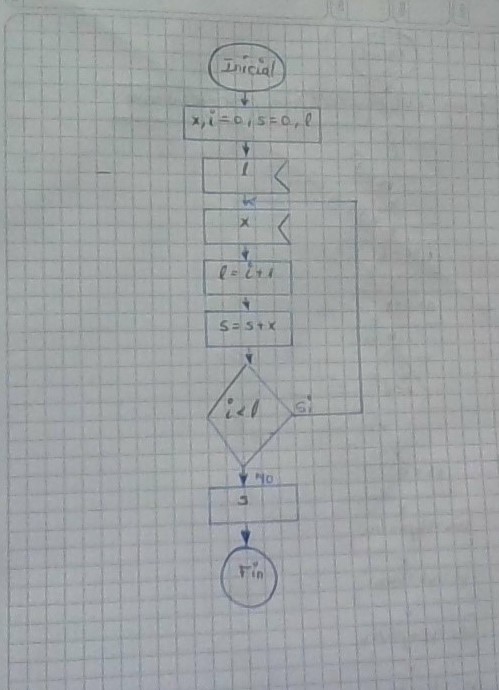 Inicial
x, i=0, s=0, l
l
x
l=i+1
s=s+x
i<l
Si
No
s
Fin